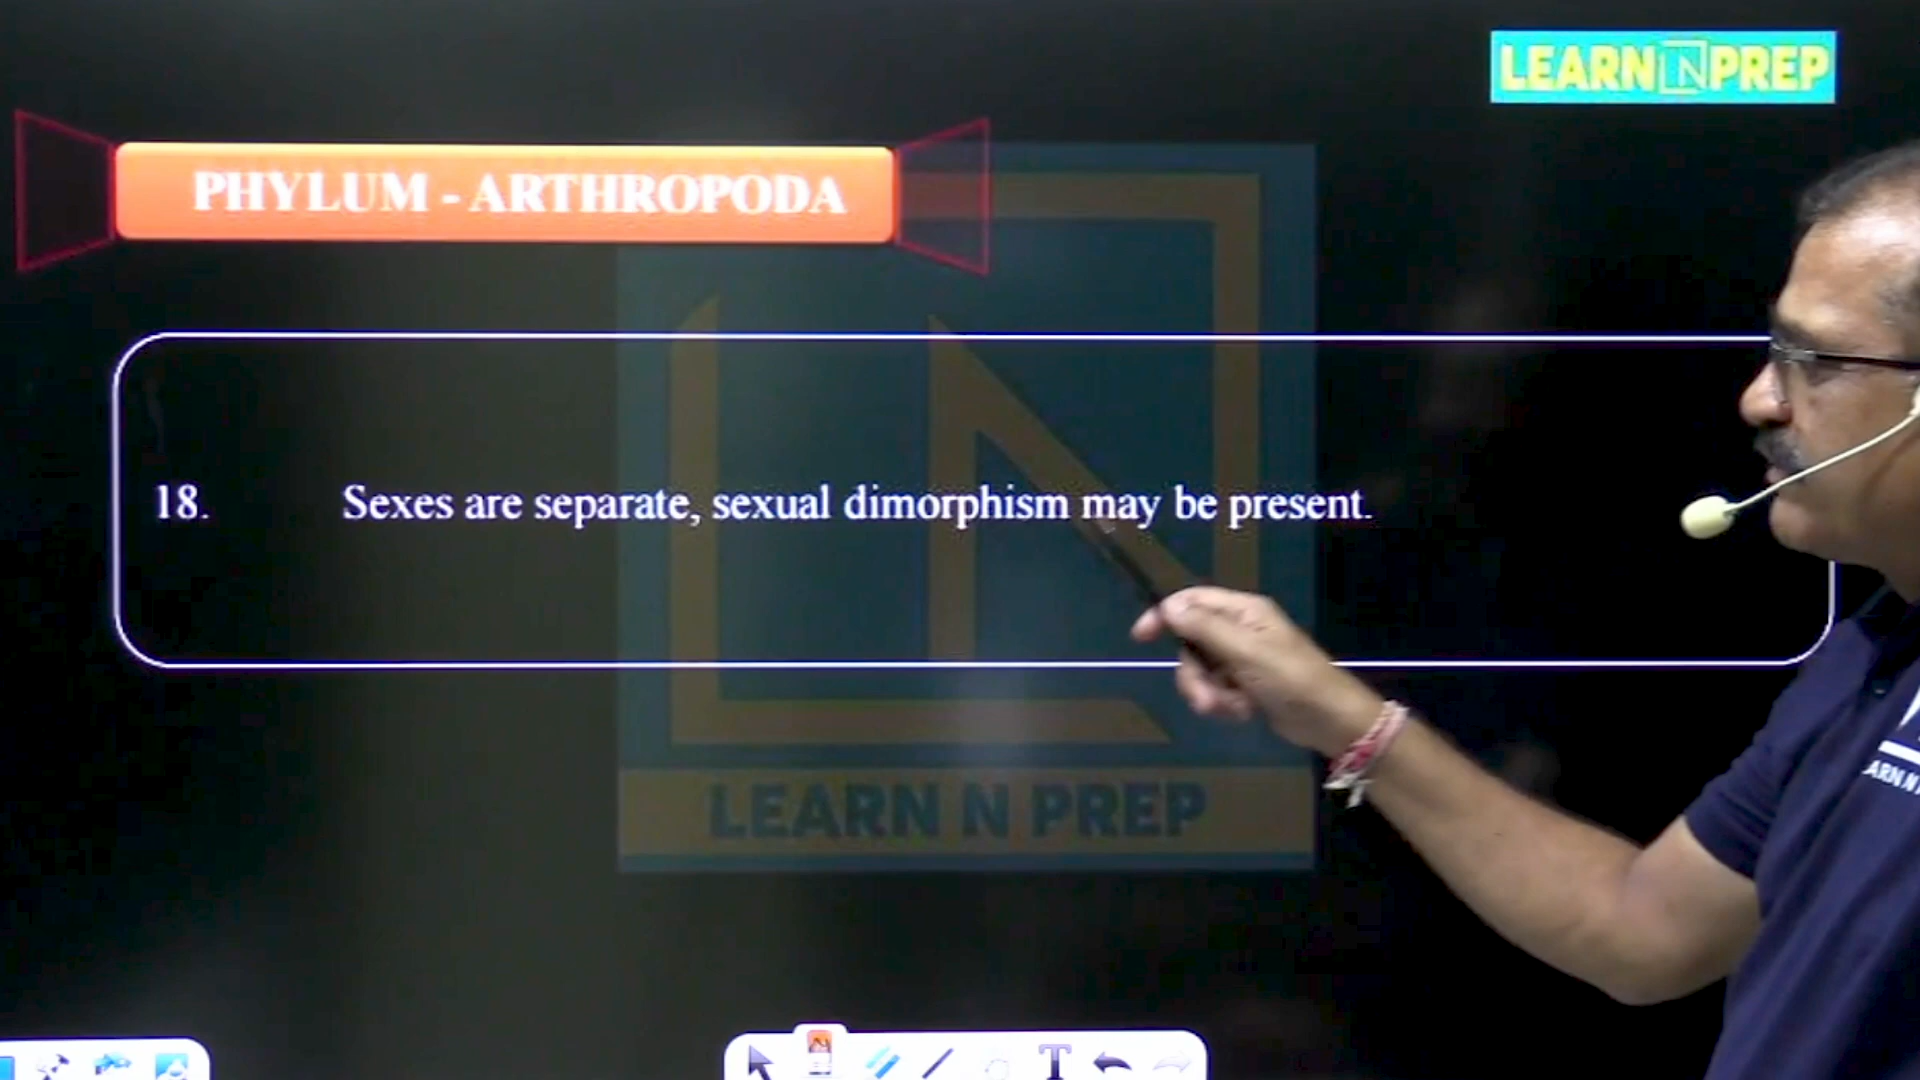 LEARN N PREP
PHYLUM - ARTHROPODA
18. Sexes are separate, sexual dimorphism may be present.
LEARN N PREP